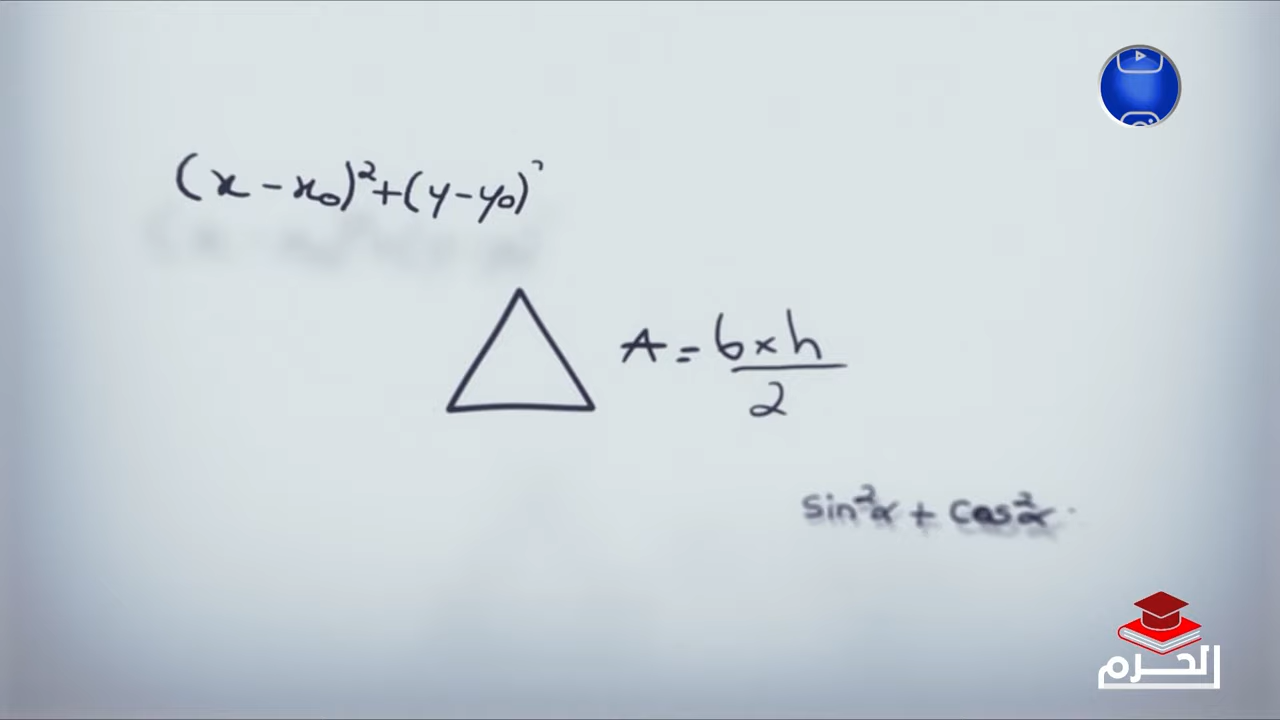 (x - x₀)² + (y - y₀)²
A = b × h / 2
sin²α + cos²α
الحرم